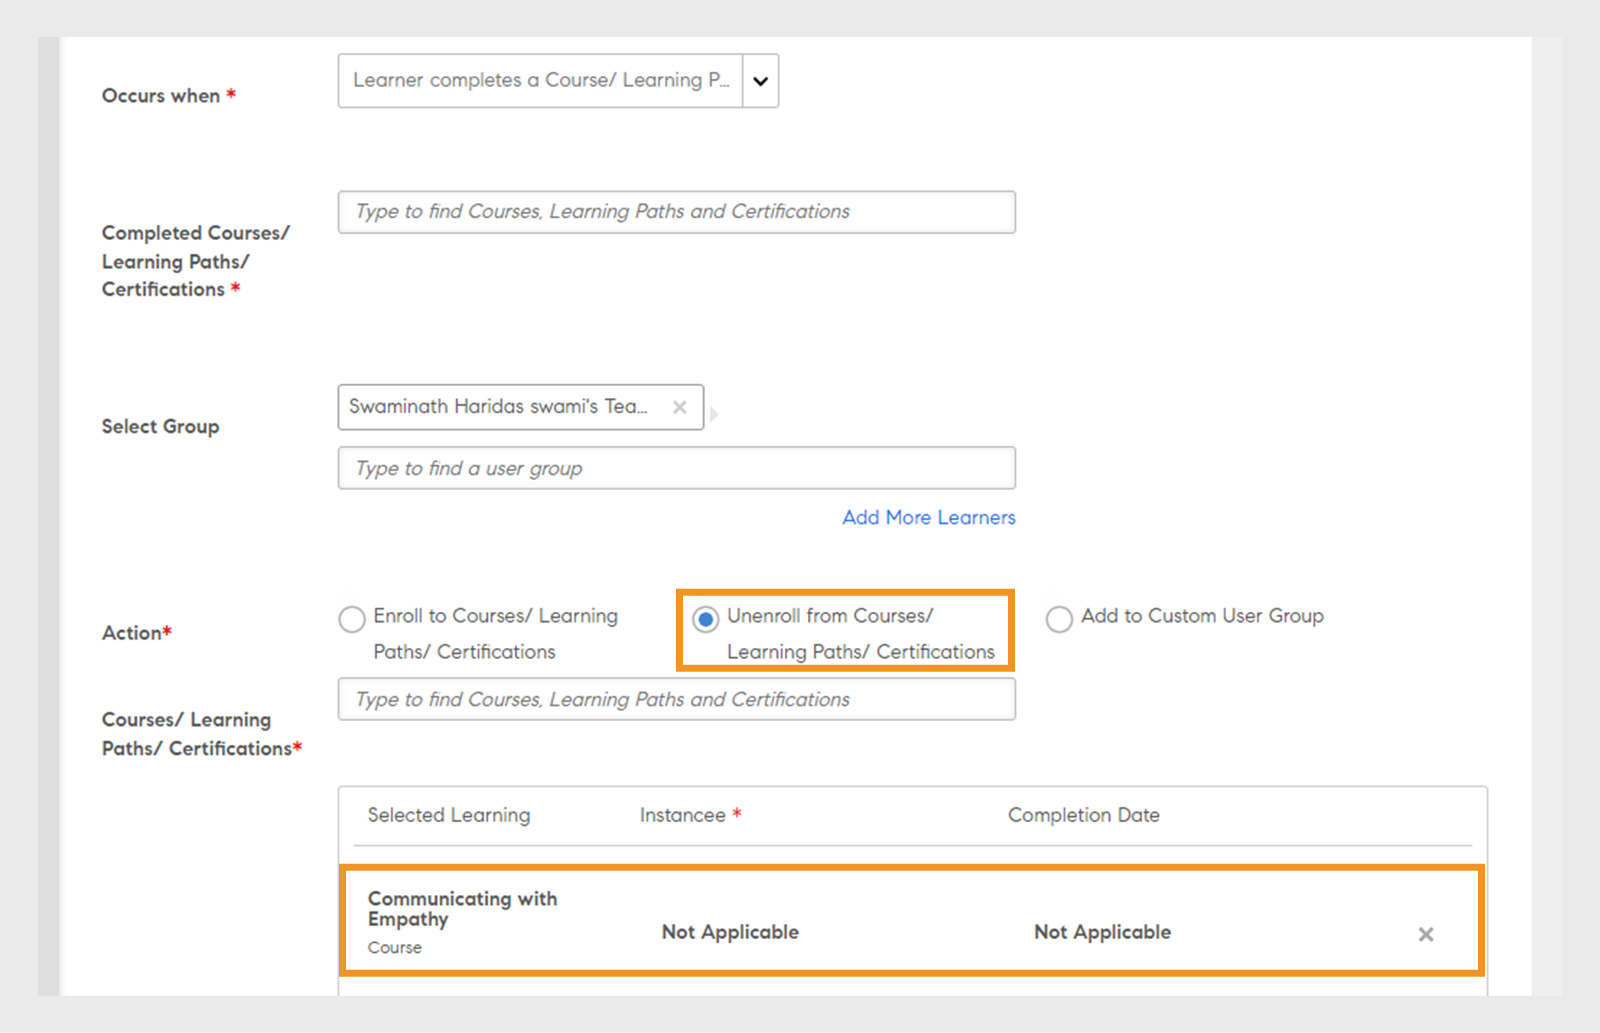 Occurs when *
Learner completes a Course/ Learning P...
Completed Courses/
Learning Paths/
Certifications *
Type to find Courses, Learning Paths and Certifications
Select Group
Swaminath Haridas swami's Tea...
Type to find a user group
Add More Learners
Action*
Enroll to Courses/ Learning
Paths/ Certifications
Unenroll from Courses/
Learning Paths/ Certifications
Add to Custom User Group
Courses/ Learning
Paths/ Certifications*
Type to find Courses, Learning Paths and Certifications
Selected Learning Instancee * Completion Date
Communicating with
Empathy
Course
Not Applicable Not Applicable